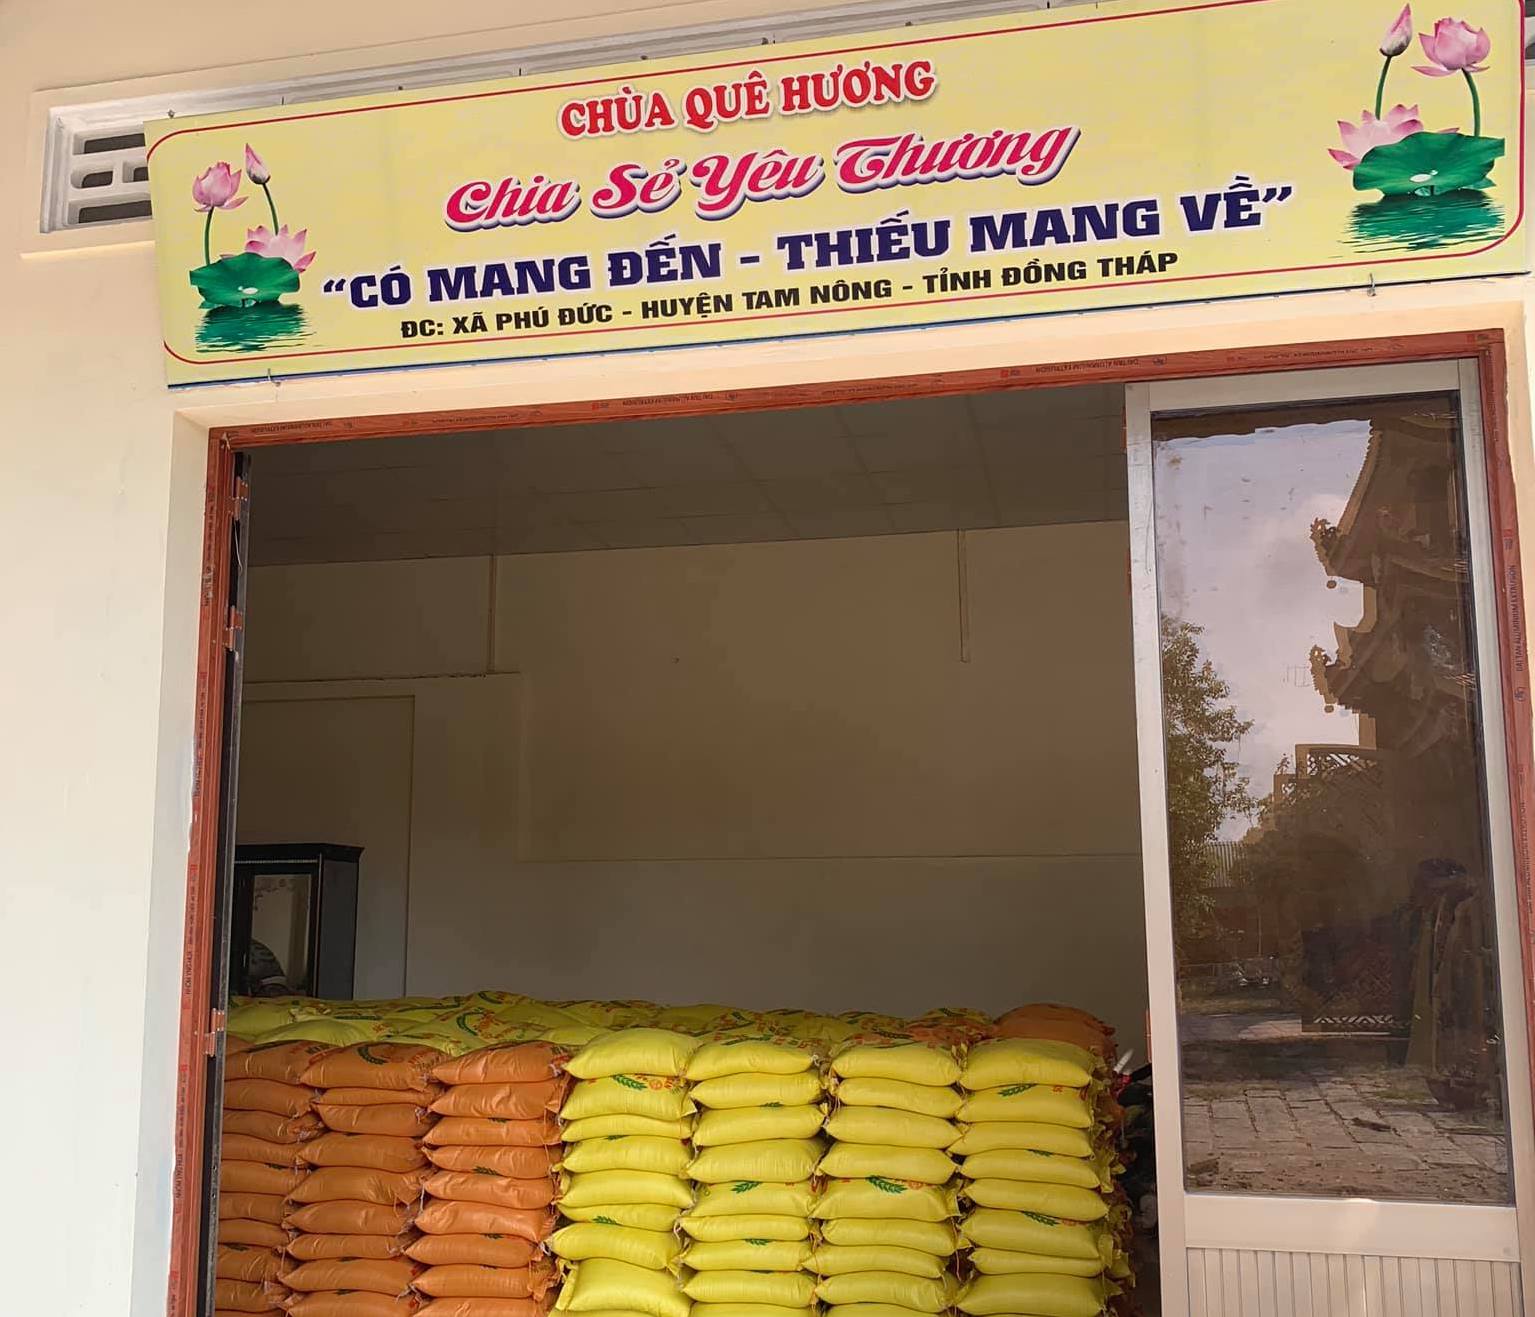 CHÙA QUÊ HƯƠNG
Chia Sẻ Yêu Thương
“CÓ MANG ĐẾN - THIẾU MANG VỀ”
ĐC: XÃ PHÚ ĐỨC - HUYỆN TAM NÔNG - TỈNH ĐỒNG THÁP